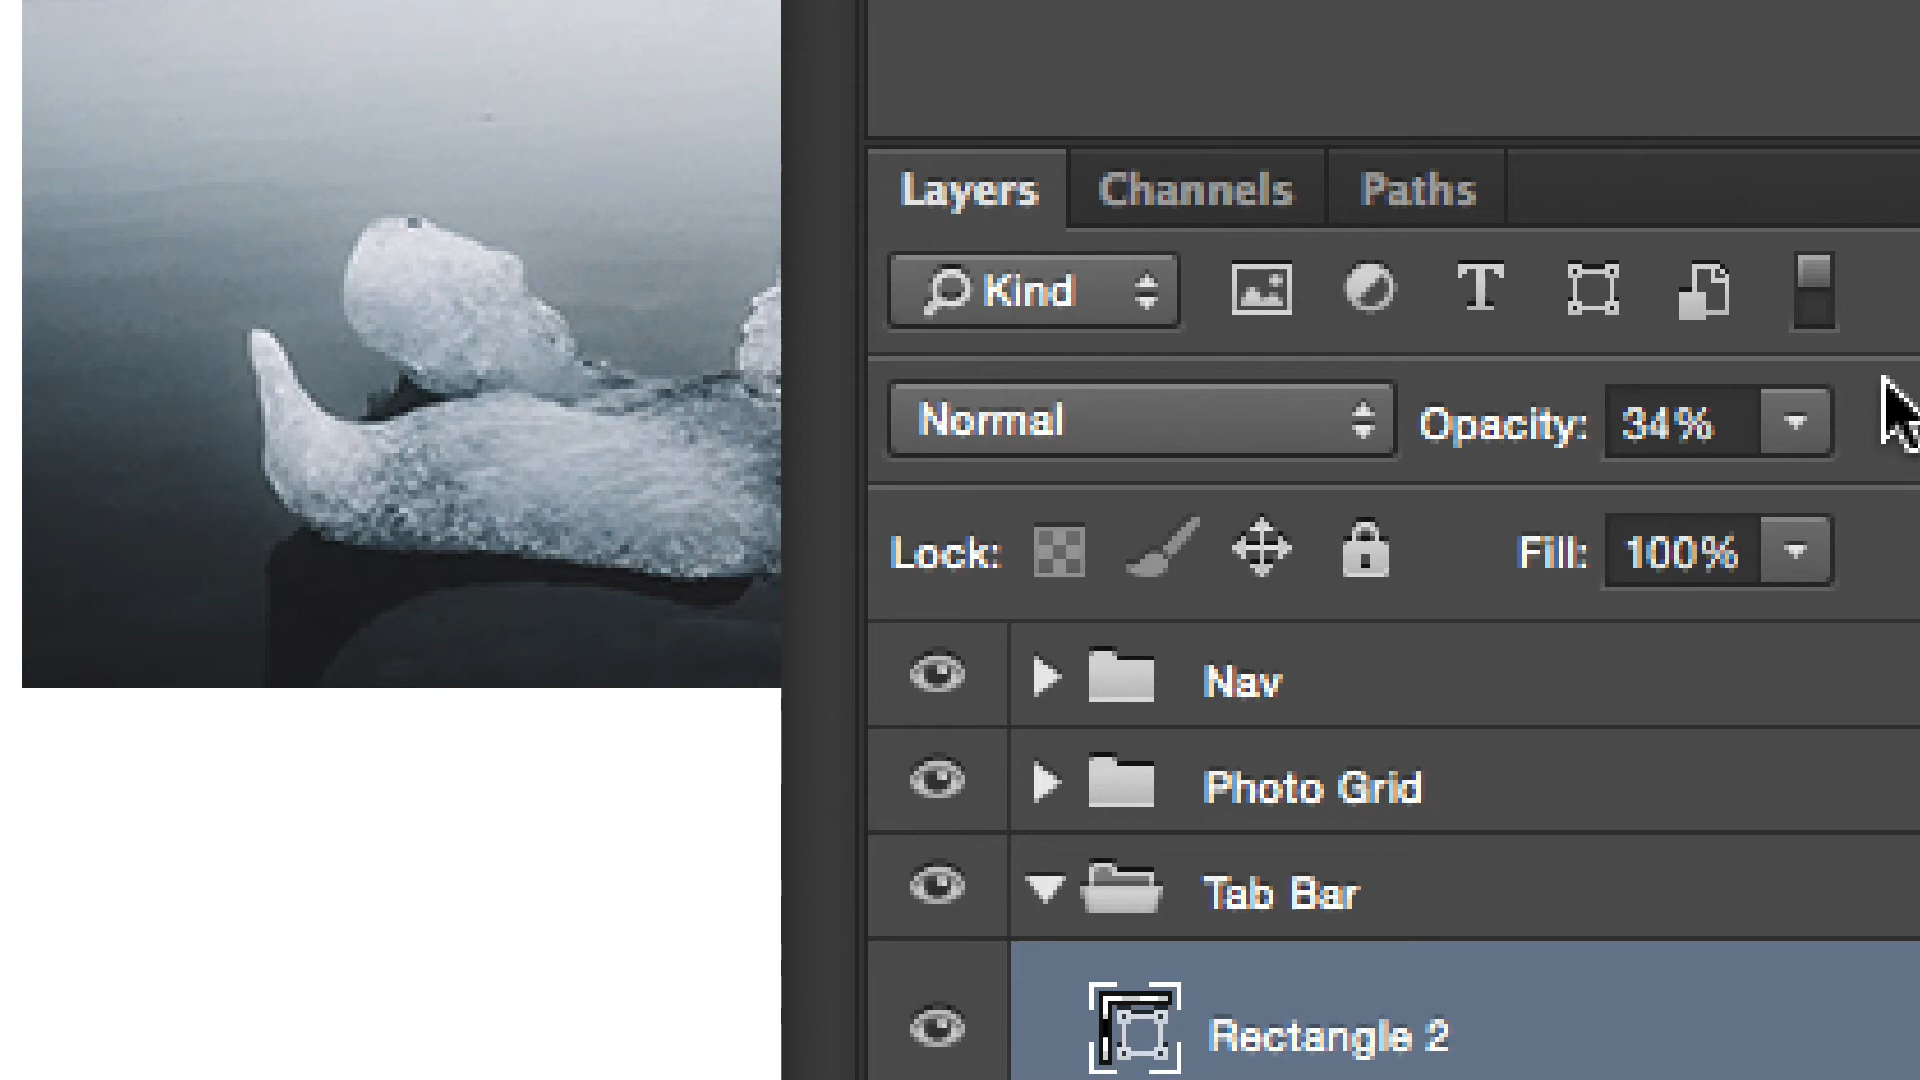 Layers Channels Paths
Kind T
Normal Opacity: 34%
Lock: Fill: 100%
Nav
Photo Grid
Tab Bar
Rectangle 2